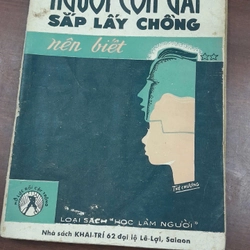 NGƯỜI CON GÁI
SẮP LẤY CHỒNG
nên biết
LOẠI SÁCH "HỌC LÀM NGƯỜI"
Nhà sách KHAI-TRÍ 62 đại lộ Lê-Lợi, Saigon